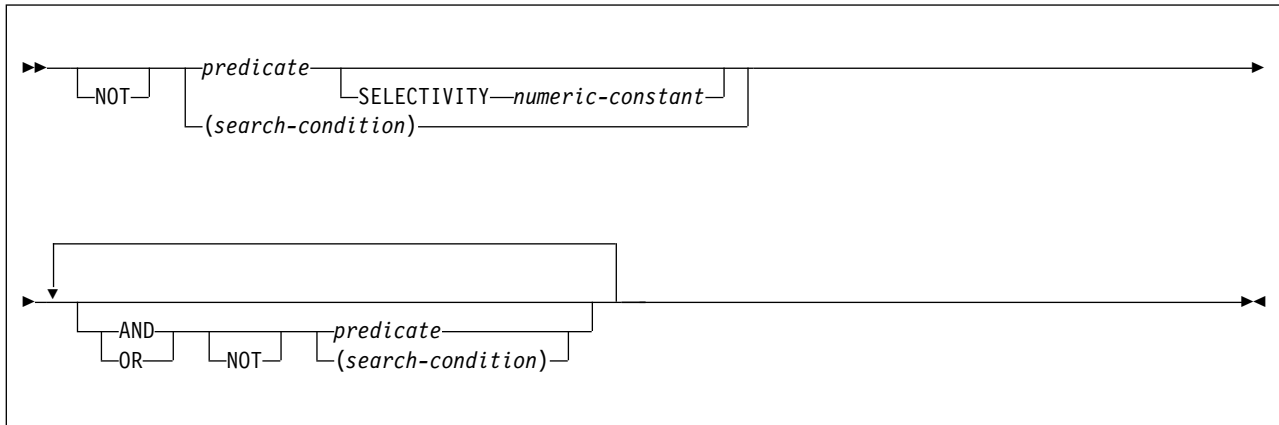 predicate
NOT SELECTIVITY numeric-constant
(search-condition)
AND predicate
OR NOT (search-condition)